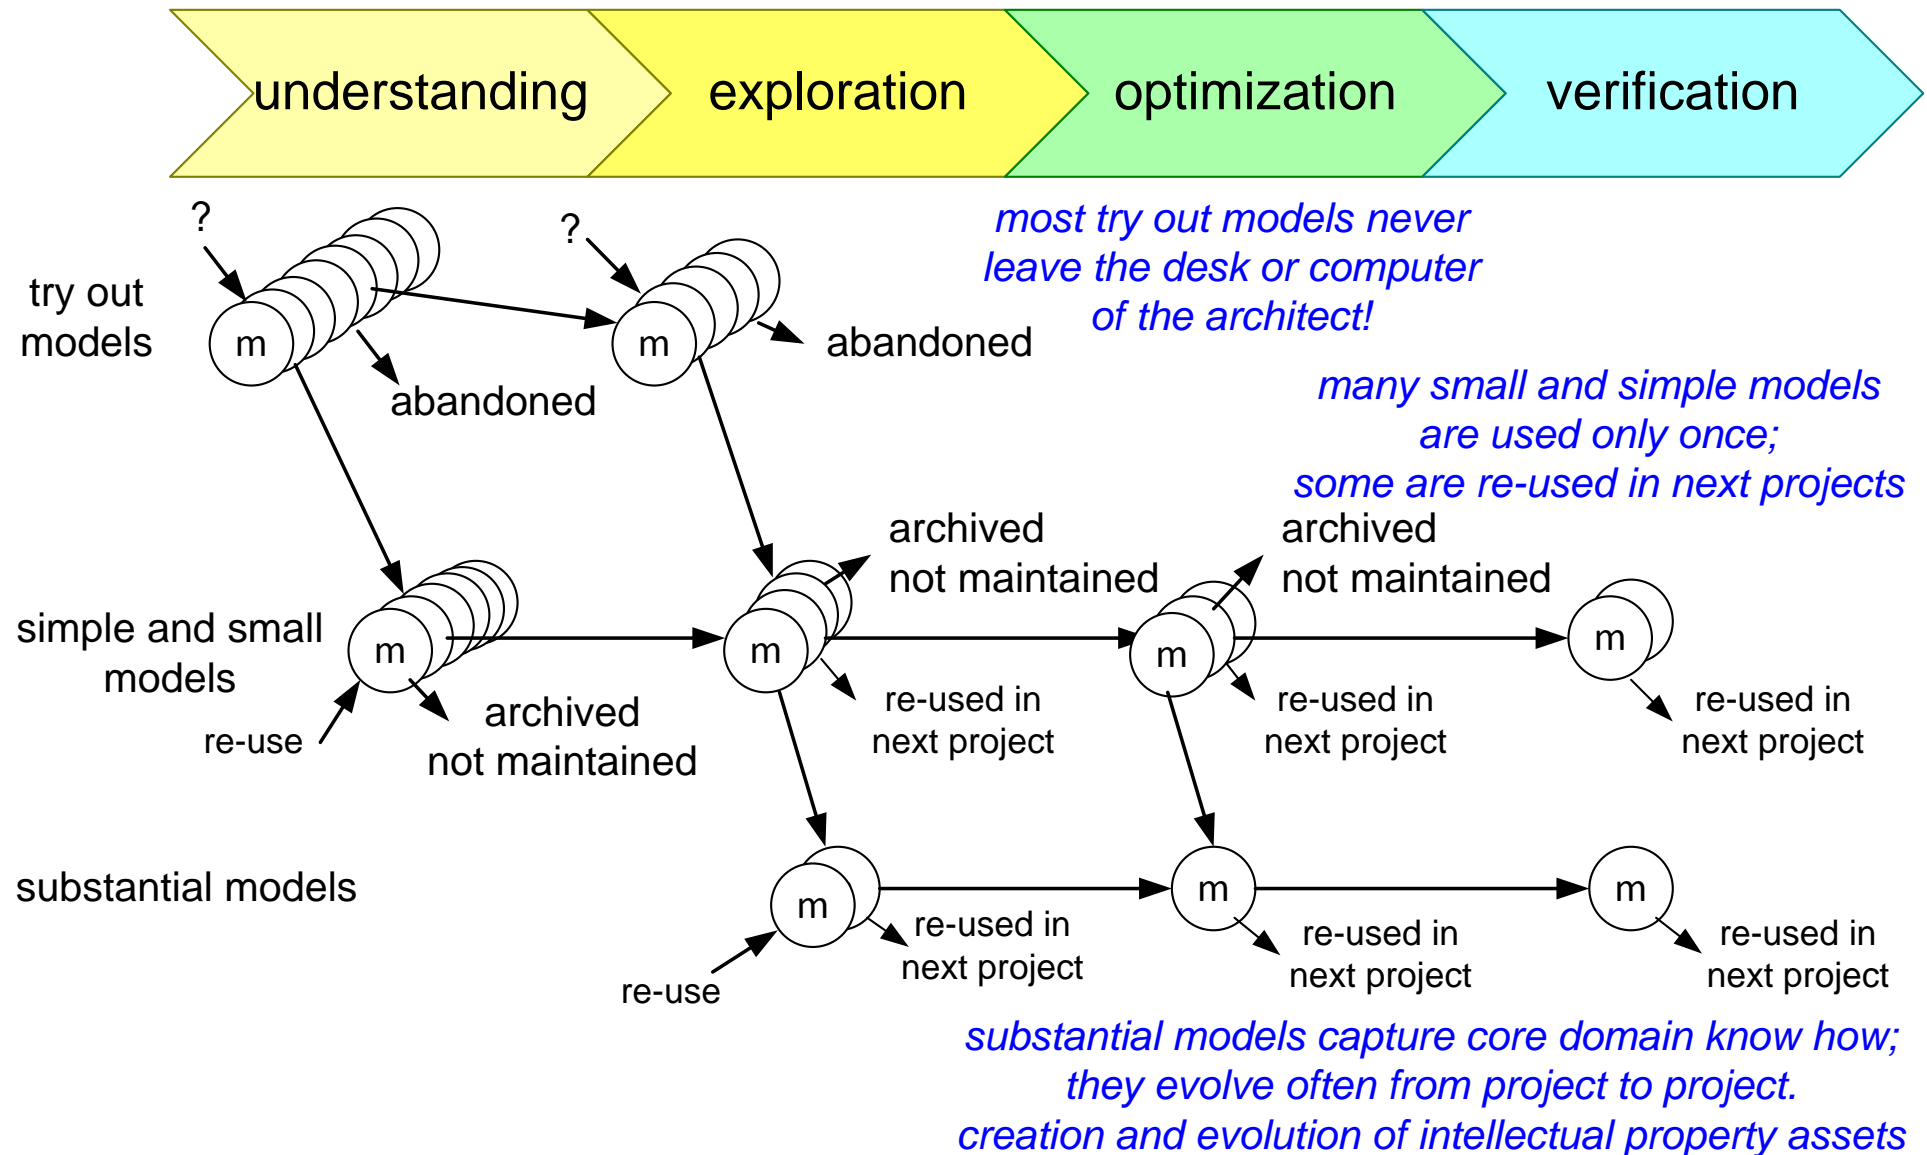 understanding
exploration
optimization
verification
?
?
most try out models never
leave the desk or computer
of the architect!
try out
models
m
m
abandoned
abandoned
many small and simple models
are used only once;
some are re-used in next projects
archived
not maintained
archived
not maintained
simple and small
models
m
m
m
m
re-use
archived
not maintained
re-used in
next project
re-used in
next project
re-used in
next project
substantial models
m
m
m
re-use
re-used in
next project
re-used in
next project
re-used in
next project
substantial models capture core domain know how;
they evolve often from project to project.
creation and evolution of intellectual property assets